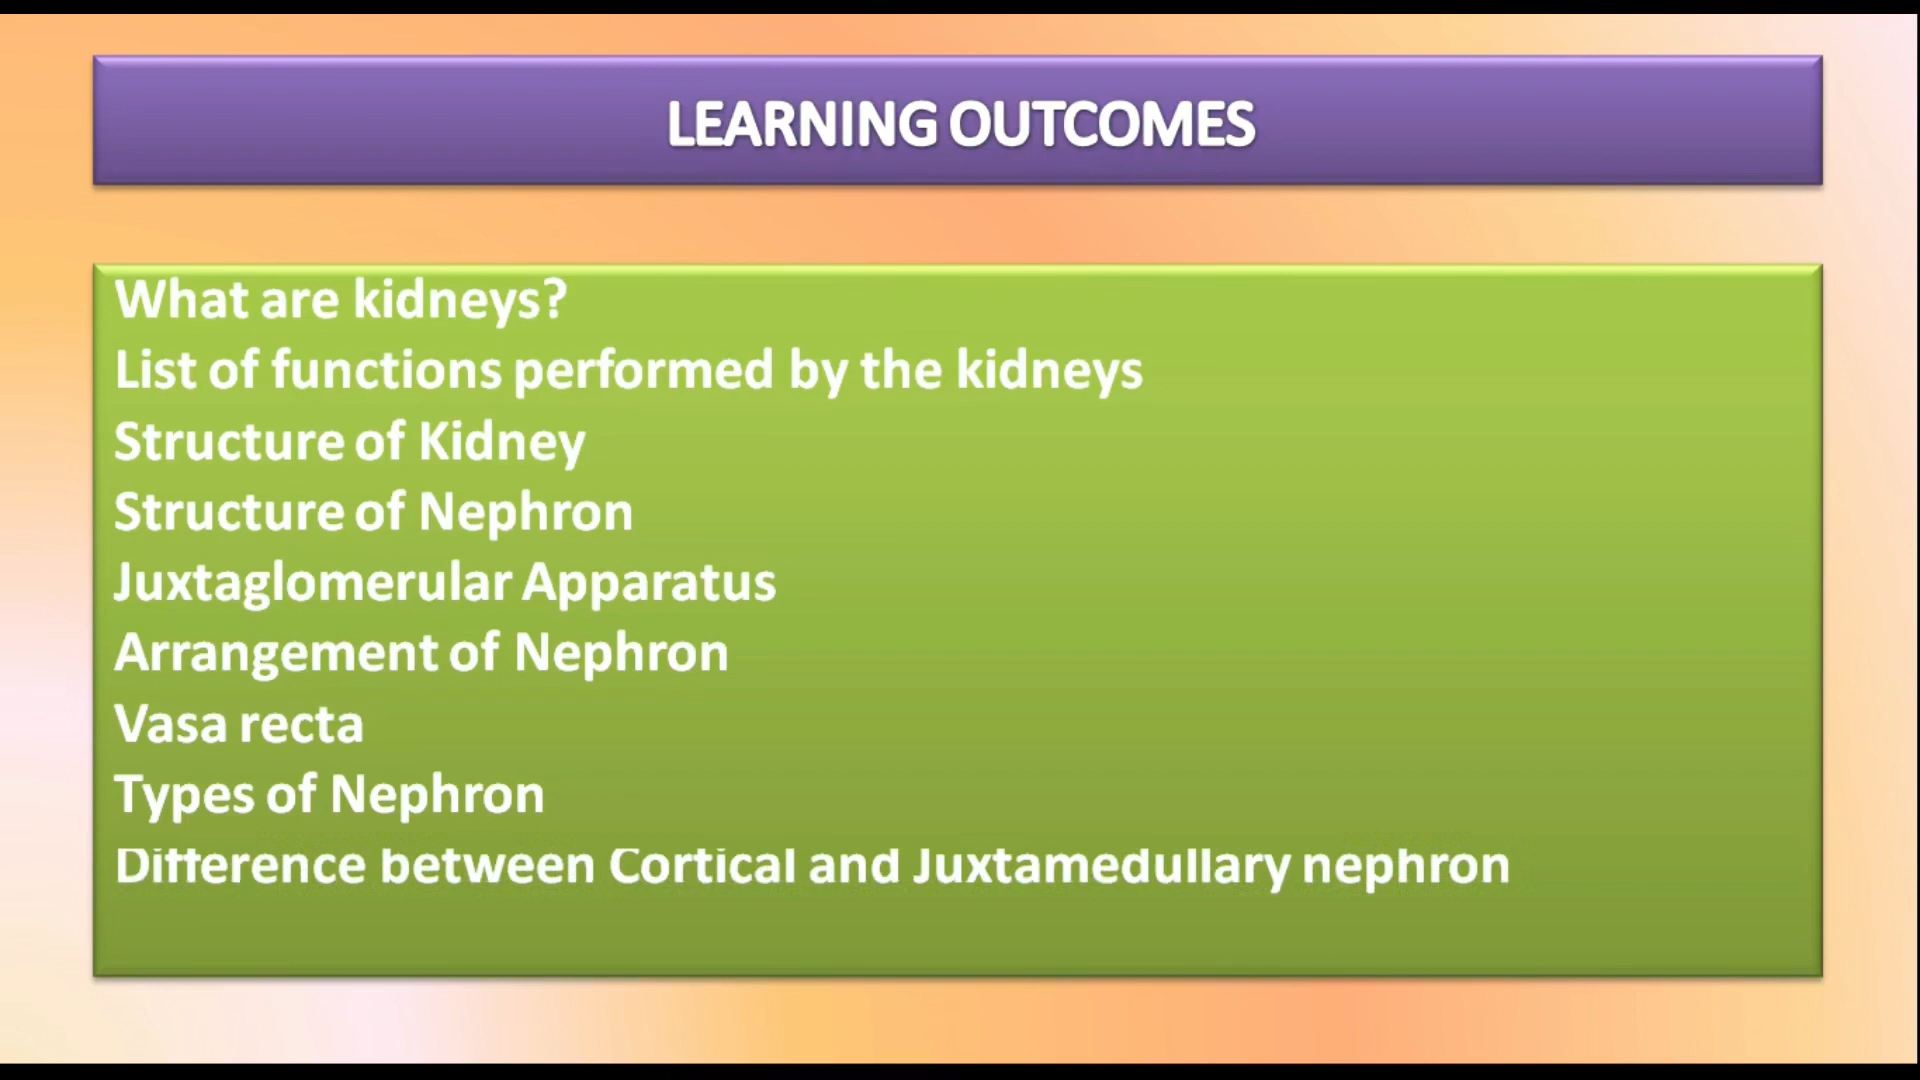 LEARNING OUTCOMES
What are kidneys?
List of functions performed by the kidneys
Structure of Kidney
Structure of Nephron
Juxtaglomerular Apparatus
Arrangement of Nephron
Vasa recta
Types of Nephron
Difference between Cortical and Juxtamedullary nephron